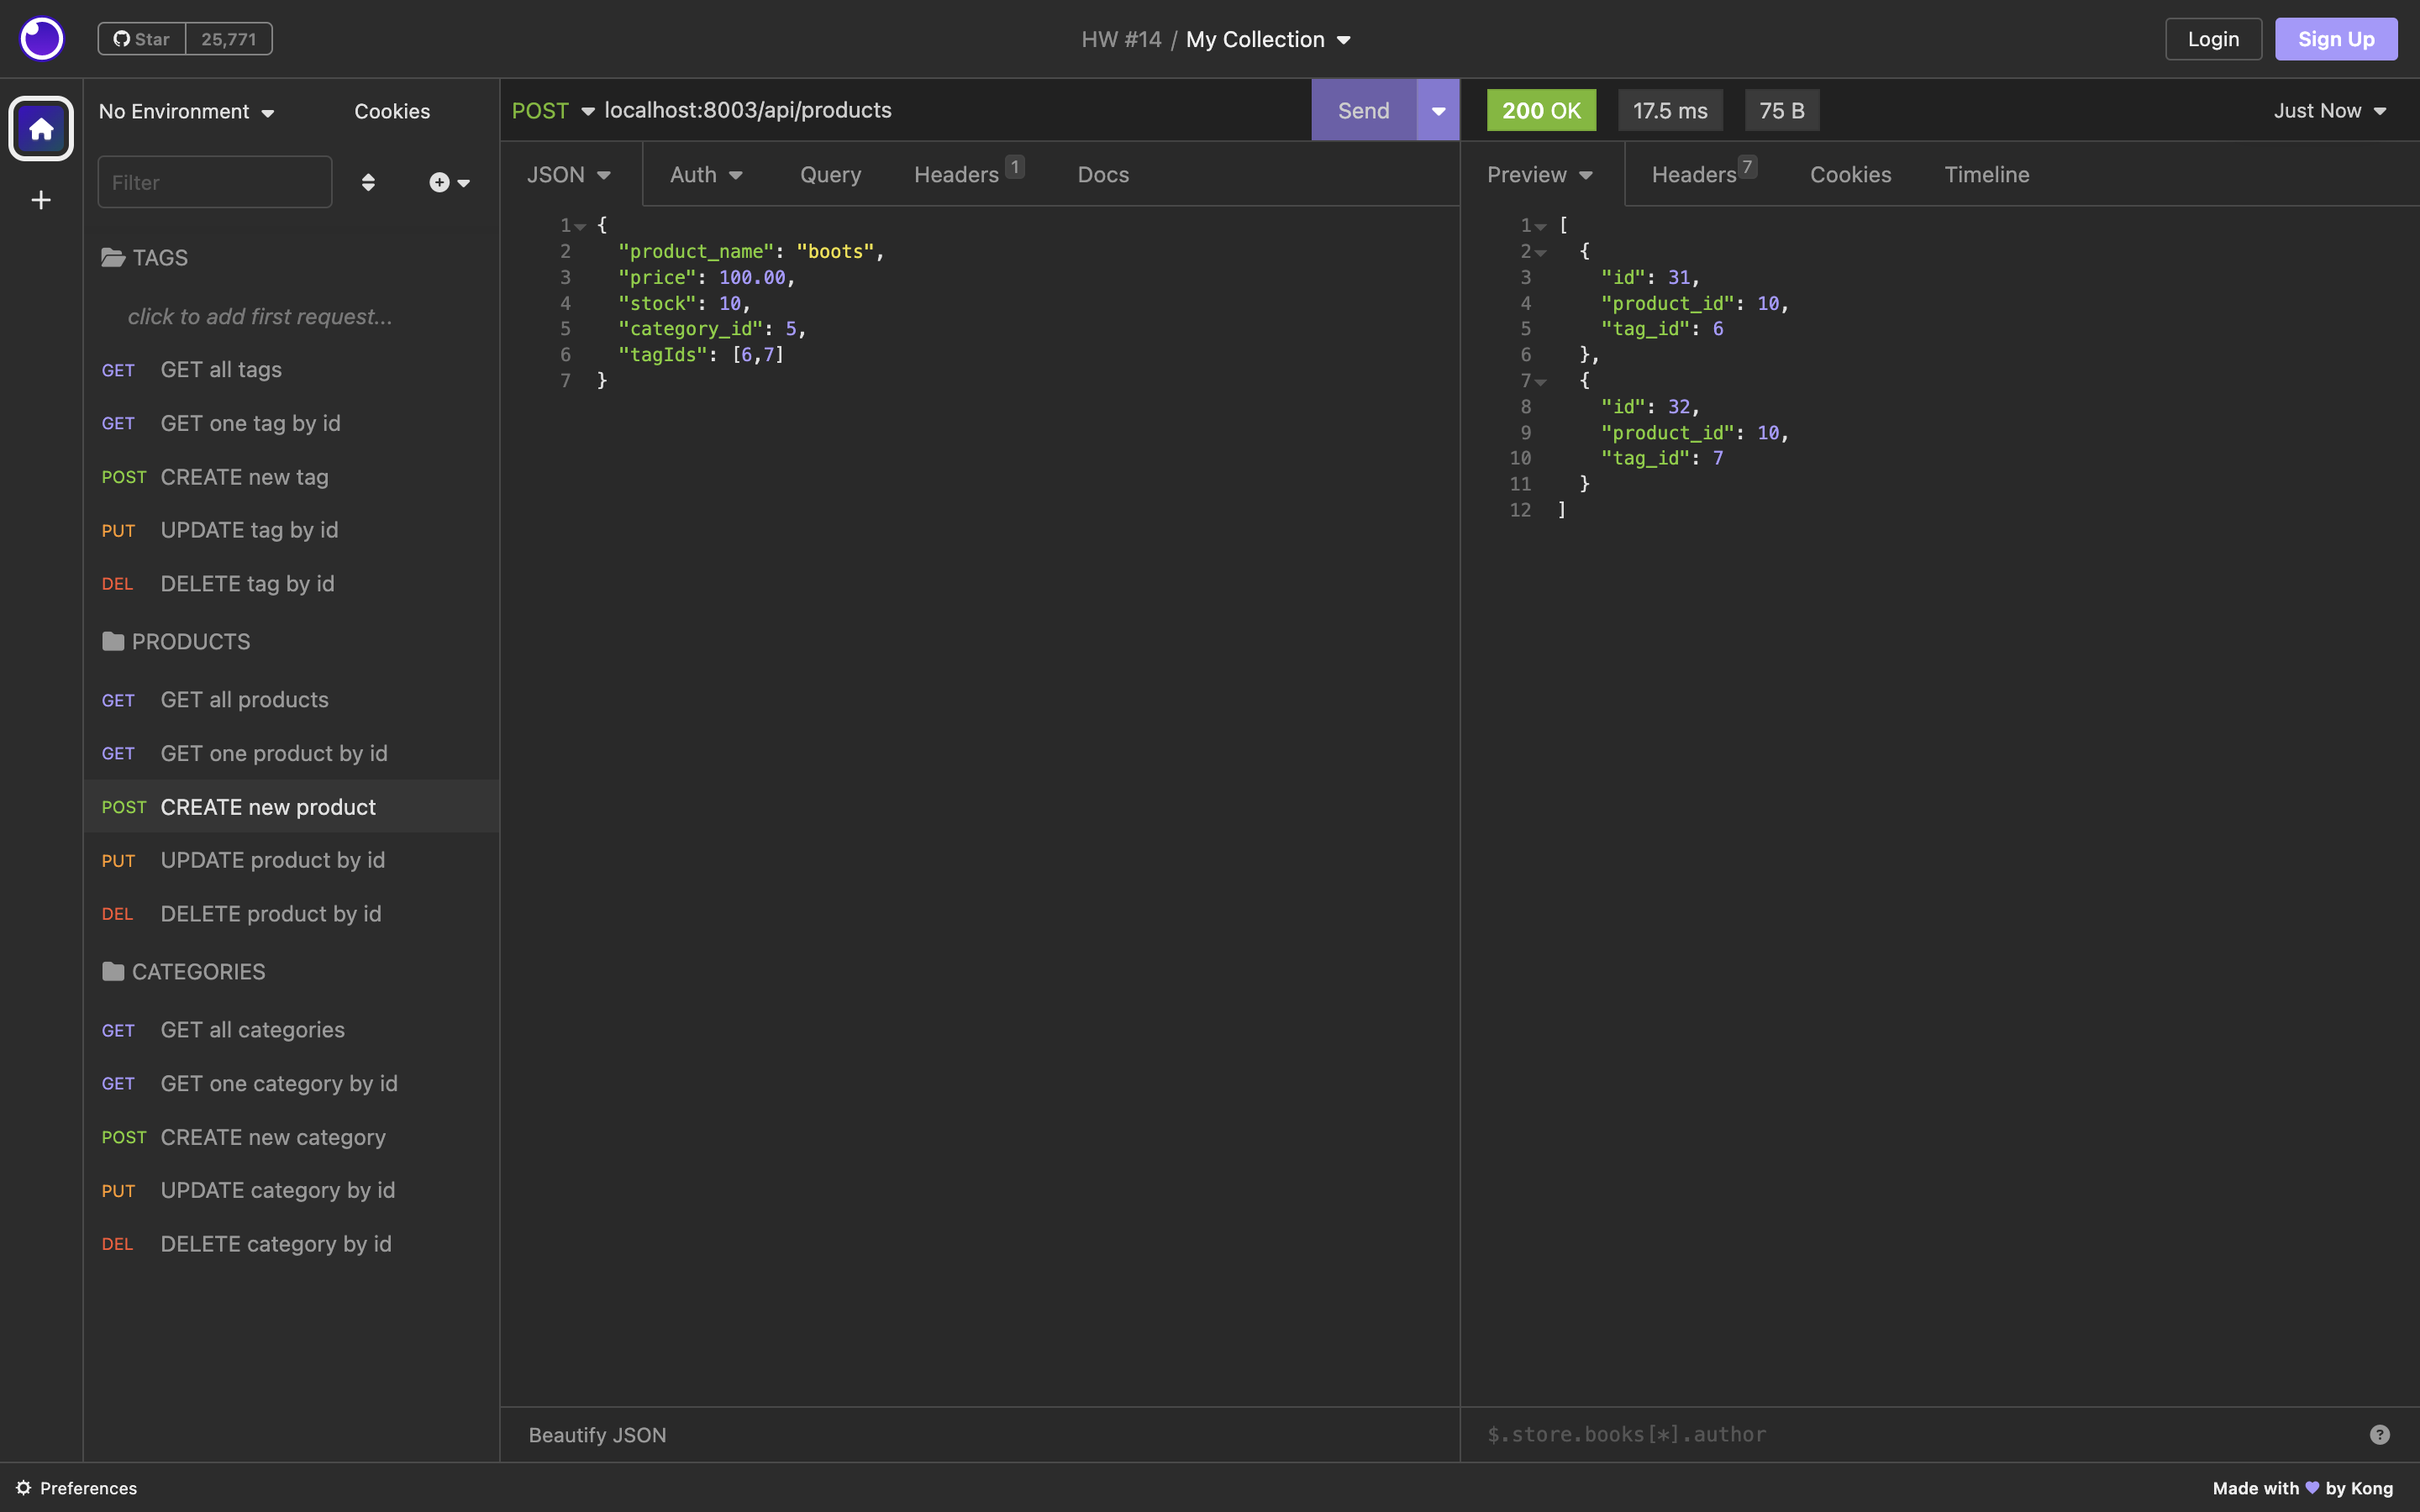 Star 25,771 HW #14 / My Collection Login Sign Up
No Environment Cookies
Filter
TAGS
click to add first request...
GET GET all tags
GET GET one tag by id
POST CREATE new tag
PUT UPDATE tag by id
DEL DELETE tag by id
PRODUCTS
GET GET all products
GET GET one product by id
POST CREATE new product
PUT UPDATE product by id
DEL DELETE product by id
CATEGORIES
GET GET all categories
GET GET one category by id
POST CREATE new category
PUT UPDATE category by id
DEL DELETE category by id
POST localhost:8003/api/products Send
JSON Auth Query Headers 1 Docs
1 {
2 "product_name": "boots",
3 "price": 100.00,
4 "stock": 10,
5 "category_id": 5,
6 "tagIds": [6,7]
7 }
Beautify JSON
200 OK 17.5 ms 75 B Just Now
Preview Headers 7 Cookies Timeline
1 [
2 {
3 "id": 31,
4 "product_id": 10,
5 "tag_id": 6
6 },
7 {
8 "id": 32,
9 "product_id": 10,
10 "tag_id": 7
11 }
12 ]
$.store.books[*].author ?
Preferences Made with 💜 by Kong